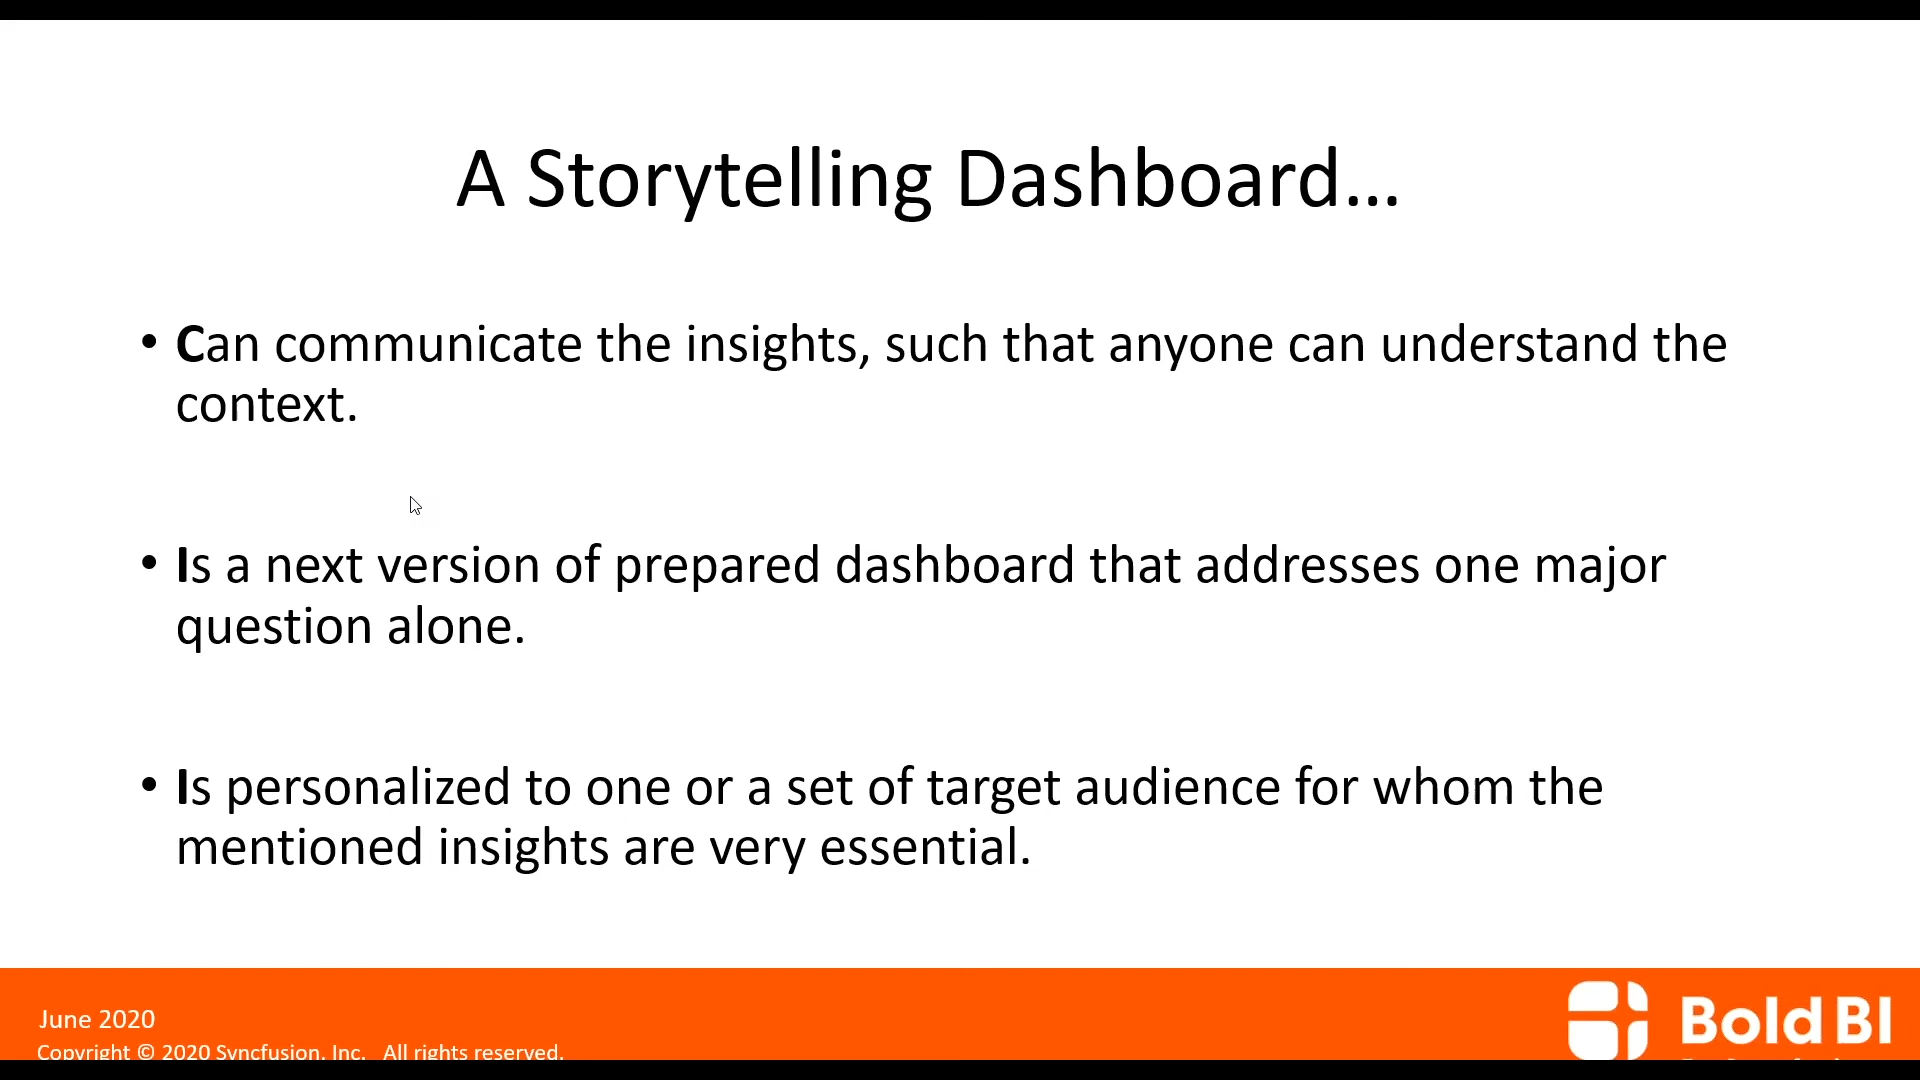 A Storytelling Dashboard...
• Can communicate the insights, such that anyone can understand the
context.
• Is a next version of prepared dashboard that addresses one major
question alone.
• Is personalized to one or a set of target audience for whom the
mentioned insights are very essential.
June 2020
Copyright © 2020 Syncfusion, Inc.   All rights reserved.
Bold BI